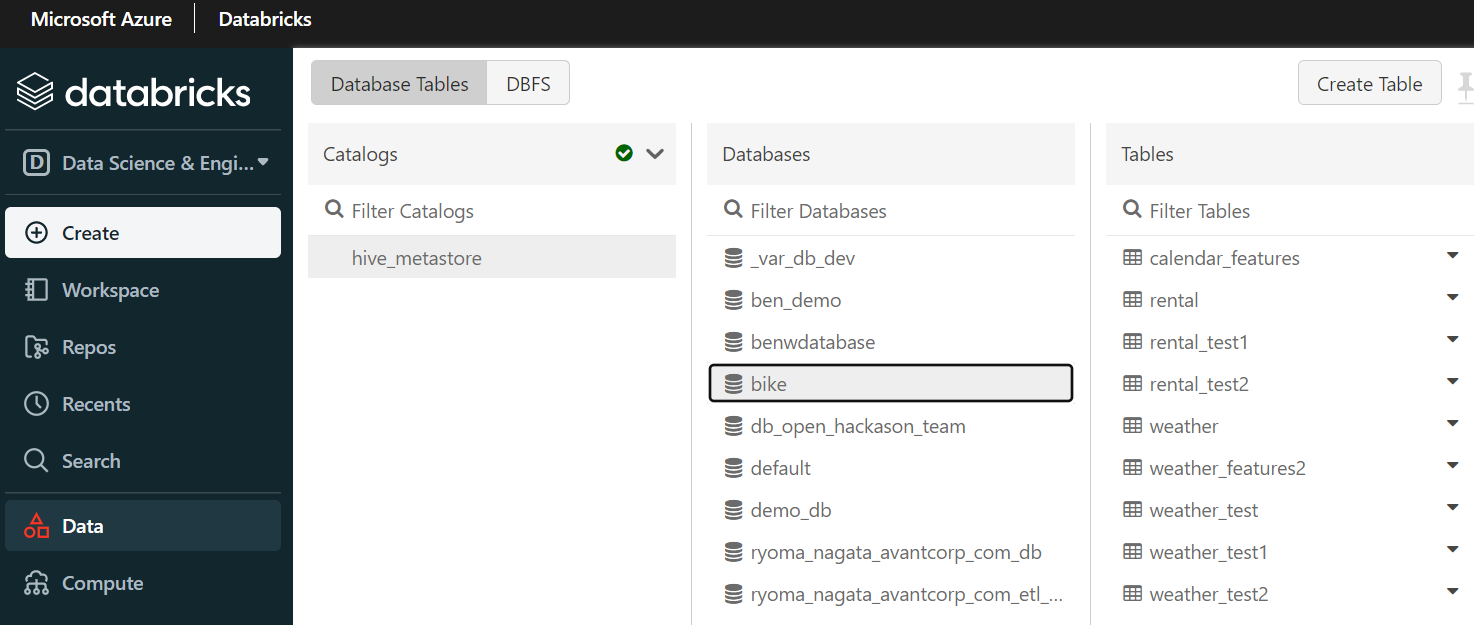 Microsoft Azure
Databricks
databricks
Data Science & Engi...
Create
Workspace
Repos
Recents
Search
Data
Compute
Database Tables
DBFS
Create Table
Catalogs
Filter Catalogs
hive_metastore
Databases
Filter Databases
_var_db_dev
ben_demo
benwdatabase
bike
db_open_hackason_team
default
demo_db
ryoma_nagata_avantcorp_com_db
ryoma_nagata_avantcorp_com_etl_...
Tables
Filter Tables
calendar_features
rental
rental_test1
rental_test2
weather
weather_features2
weather_test
weather_test1
weather_test2